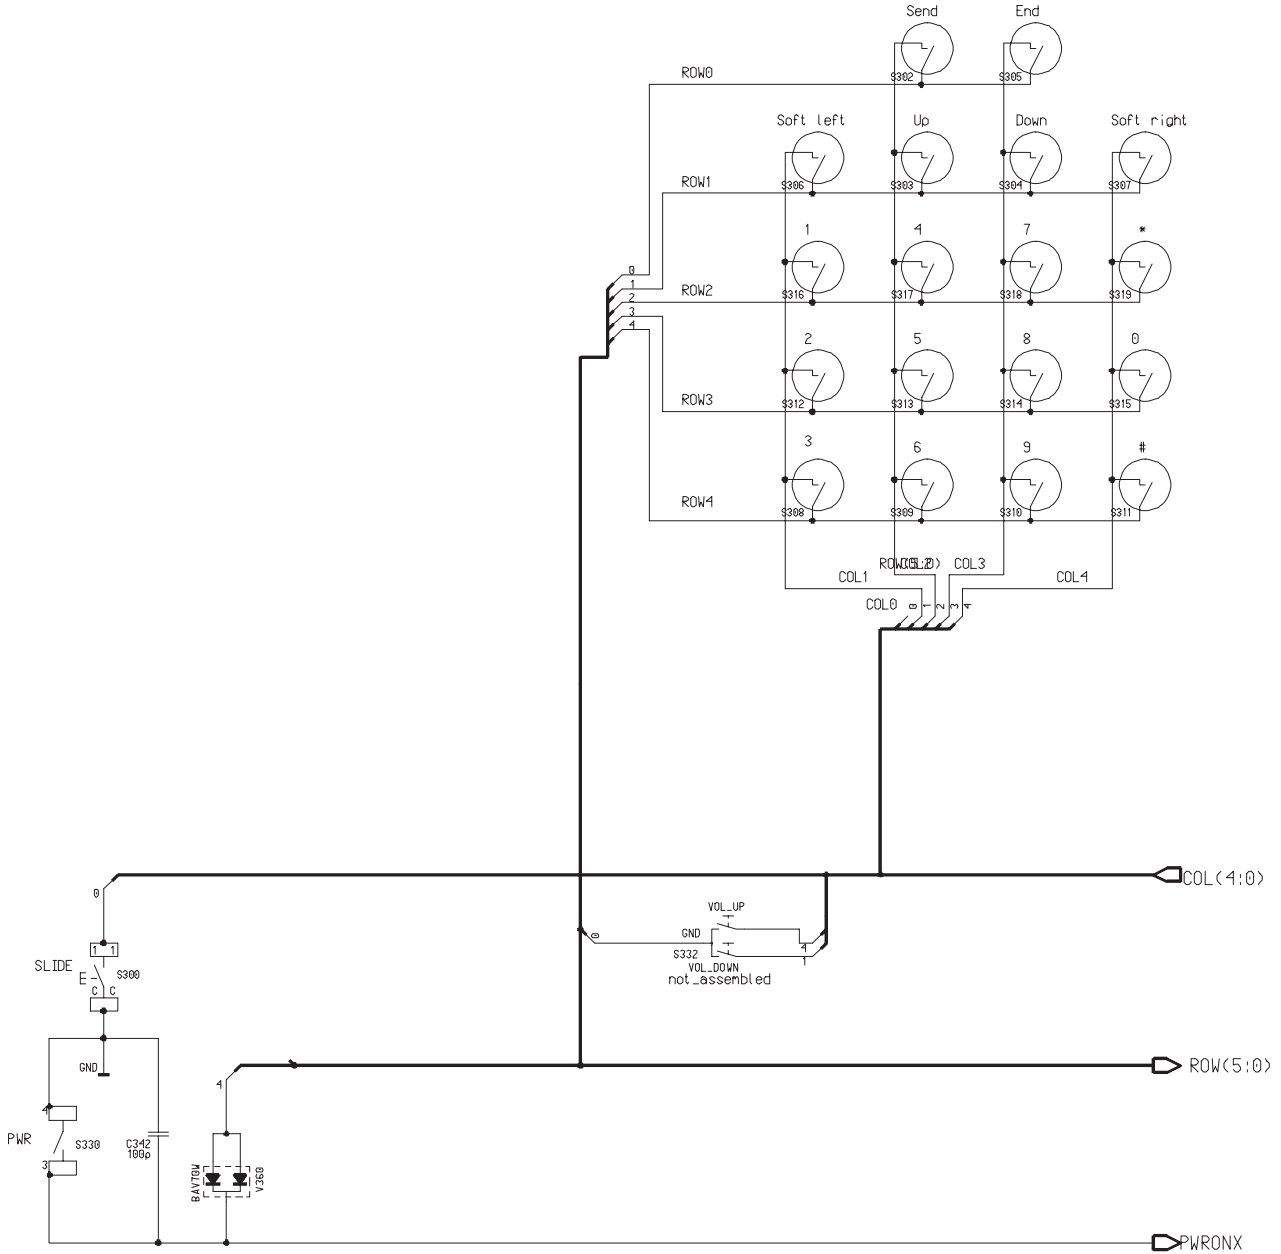 Send End
ROW0 S302 S305
Soft left Up Down Soft right
ROW1 S306 S303 S304 S307
1 4 7 *
0
1
ROW2 S316 S317 S318 S319
2
3
4
2 5 8 0
ROW3 S312 S313 S314 S315
3 6 9 #
ROW4 S308 S309 S310 S311
COL3
COL1 COL4
COL0 0 1 2 3 4
COL(4:0)
0
VOL_UP
0 GND
S332 4
1
VOL_DOWN
not_assembled
1 1
SLIDE E S300
C C
GND
4 ROW(5:0)
4
PWR S330 C342
100p
3
BAV70W V360
PWRONX